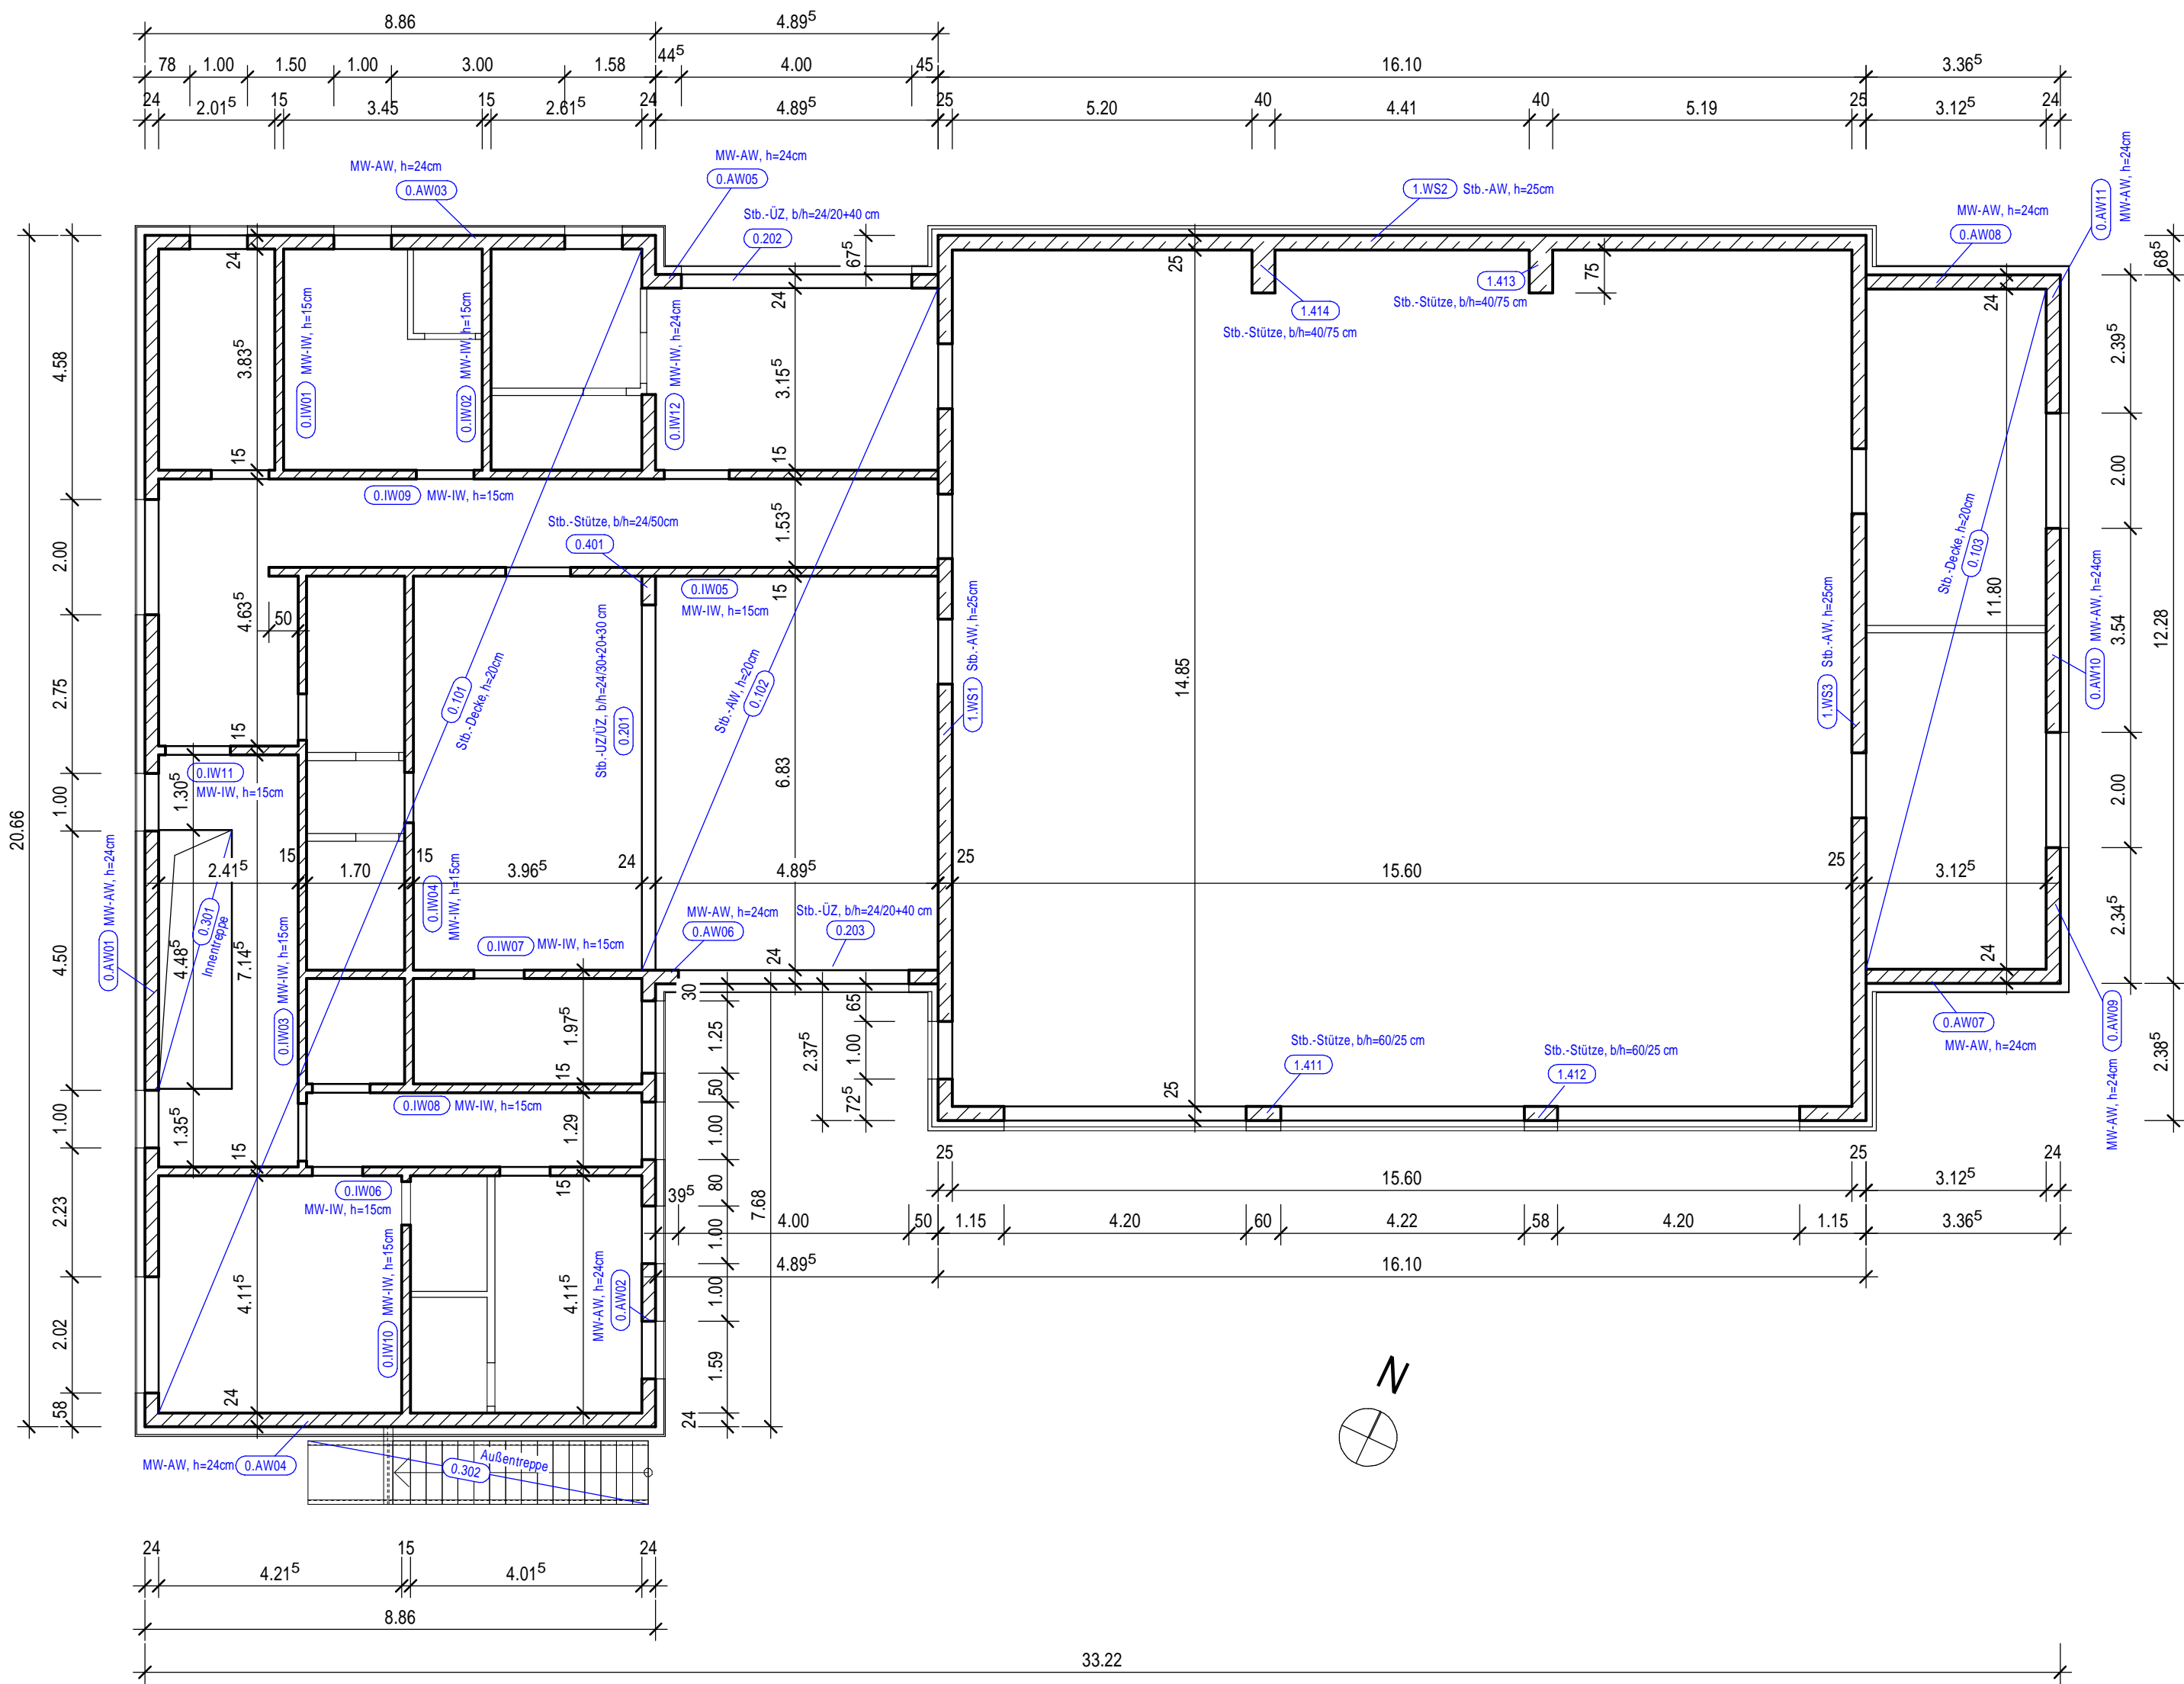 8.86
4.89⁵
78
1.00
1.50
1.00
3.00
1.58
44⁵
4.00
45
16.10
3.36⁵
24
2.01⁵
15
3.45
15
2.61⁵
24
4.89⁵
25
5.20
40
4.41
40
5.19
25
3.12⁵
24
MW-AW, h=24cm
0.AW03
MW-AW, h=24cm
0.AW05
Stb.-ÜZ, b/h=24/20+40 cm
0.202
1.WS2 Stb.-AW, h=25cm
MW-AW, h=24cm
0.AW08
0.AW11 MW-AW, h=24cm
24
67⁵
25
75
1.413
Stb.-Stütze, b/h=40/75 cm
1.414
Stb.-Stütze, b/h=40/75 cm
24
24
68⁵
4.58
3.83⁵
0.IW01 MW-IW, h=15cm
0.IW02 MW-IW, h=15cm
0.IW12 MW-IW, h=24cm
3.15⁵
2.39⁵
15
15
0.IW09 MW-IW, h=15cm
Stb.-Stütze, b/h=24/50cm
0.401
1.53⁵
2.00
2.00
Stb.-Decke, h=20cm
0.103
11.80
0.IW05
MW-IW, h=15cm
15
4.63⁵
50
2.75
15
0.101
Stb.-Decke, h=20cm
Stb.-UZ/ÜZ, b/h=24/30+20+30 cm
0.201
Stb.-AW, h=20cm
0.102
1.WS1 Stb.-AW, h=25cm
14.85
1.WS3 Stb.-AW, h=25cm
0.AW10 MW-AW, h=24cm
3.54
12.28
20.66
0.IW11
MW-IW, h=15cm
1.30⁵
1.00
6.83
2.00
2.41⁵
15
1.70
15
3.96⁵
24
4.89⁵
25
15.60
25
3.12⁵
0.AW01 MW-AW, h=24cm
4.50
4.48⁵
0.301
Innentreppe
7.14⁵
0.IW03 MW-IW, h=15cm
0.IW04
MW-IW, h=15cm
0.IW07 MW-IW, h=15cm
MW-AW, h=24cm
0.AW06
Stb.-ÜZ, b/h=24/20+40 cm
0.203
24
24
2.34⁵
30
65
1.97⁵
1.25
2.37⁵
1.00
72⁵
25
Stb.-Stütze, b/h=60/25 cm
1.411
Stb.-Stütze, b/h=60/25 cm
1.412
0.AW07
MW-AW, h=24cm
MW-AW, h=24cm 0.AW09
2.38⁵
15
50
0.IW08 MW-IW, h=15cm
1.00
1.35⁵
15
1.29
1.00
0.IW06
MW-IW, h=15cm
15
80
39⁵
7.68
25
15.60
25
3.12⁵
24
2.23
1.00
4.00
50
1.15
4.20
60
4.22
58
4.20
1.15
3.36⁵
4.89⁵
16.10
4.11⁵
0.IW10 MW-IW, h=15cm
4.11⁵
MW-AW, h=24cm
0.AW02
1.00
2.02
1.59
N
58
24
24
MW-AW, h=24cm 0.AW04
Außentreppe
0.302
24
15
24
4.21⁵
4.01⁵
8.86
33.22